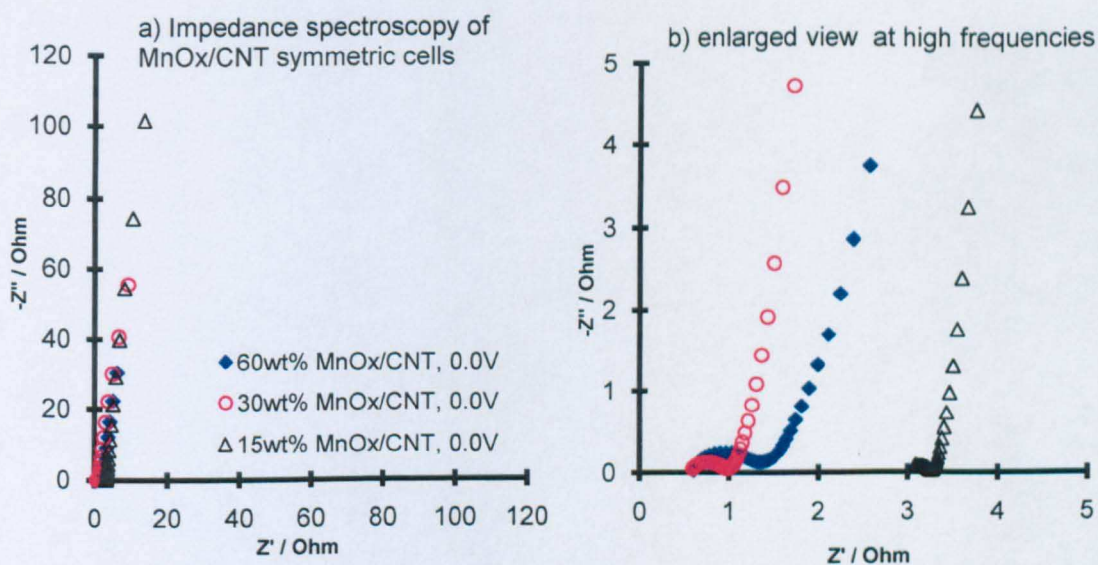 a) Impedance spectroscopy of
MnOx/CNT symmetric cells
120
100
80
60
40
20
0
-Z'' / Ohm
0 20 40 60 80 100 120
Z' / Ohm
60wt% MnOx/CNT, 0.0V
30wt% MnOx/CNT, 0.0V
15wt% MnOx/CNT, 0.0V
b) enlarged view at high frequencies
5
4
3
2
1
0
-Z'' / Ohm
0 1 2 3 4 5
Z' / Ohm